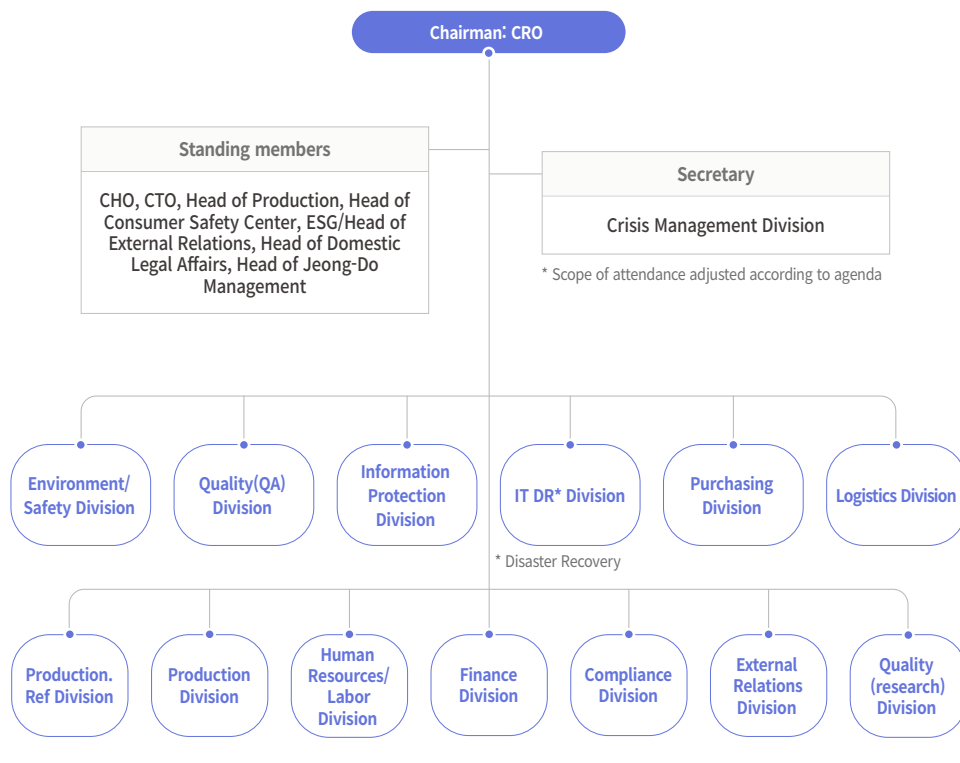 Chairman: CRO
Standing members
CHO, CTO, Head of Production, Head of
Consumer Safety Center, ESG/Head of
External Relations, Head of Domestic
Legal Affairs, Head of Jeong-Do
Management
Secretary
Crisis Management Division
* Scope of attendance adjusted according to agenda
Environment/
Safety Division
Quality(QA)
Division
Information
Protection
Division
IT DR* Division
Purchasing
Division
Logistics Division
* Disaster Recovery
Production.
Ref Division
Production
Division
Human
Resources/
Labor
Division
Finance
Division
Compliance
Division
External
Relations
Division
Quality
(research)
Division